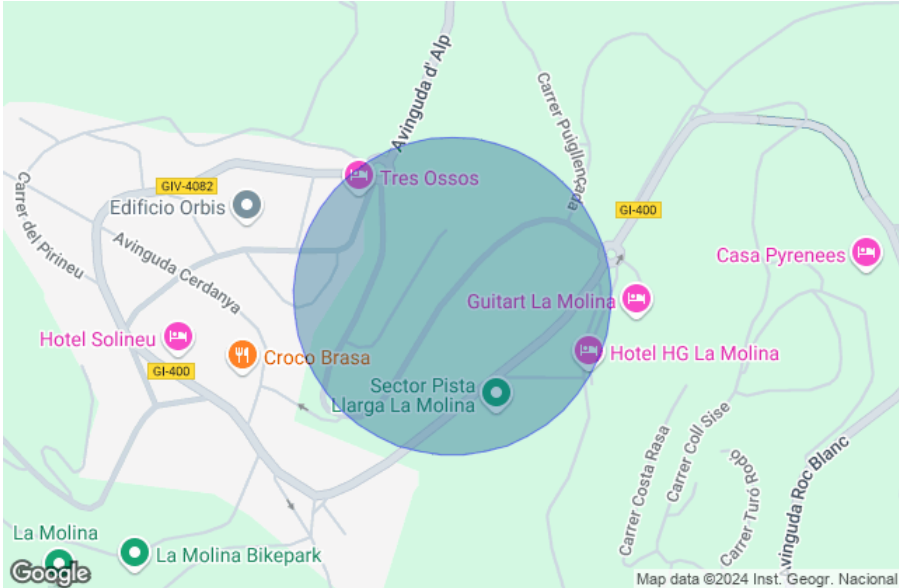 Avinguda d' Alp
Carrer Puigllençada
GIV-4082
Tres Ossos
Edificio Orbis
GI-400
Carrer del Pirineu
Avinguda Cerdanya
Casa Pyrenees
Guitart La Molina
Hotel Solineu
GI-400
Croco Brasa
Hotel HG La Molina
Sector Pista
Llarga La Molina
Carrer Costa Rasa
Carrer Coll Sise
Carrer Turó Rodó
Avinguda Roc Blanc
La Molina
La Molina Bikepark
Google
Map data ©2024 Inst. Geogr. Nacional